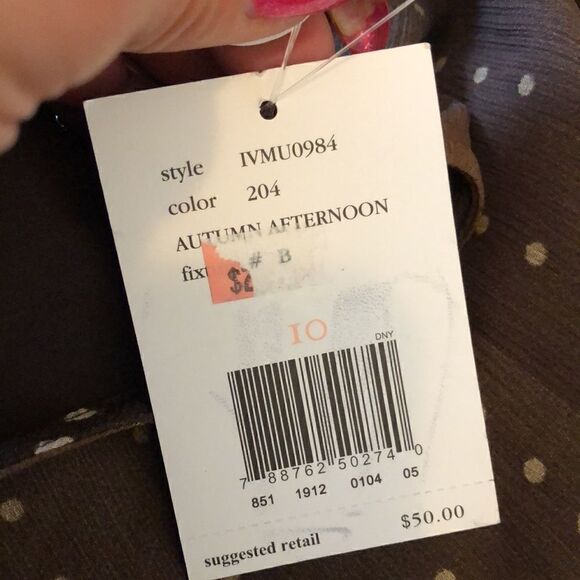 style IVMU0984
color 204
AUTUMN AFTERNOON
# B
10
DNY
7 88762 50274 0
851 1912 0104 05
suggested retail $50.00